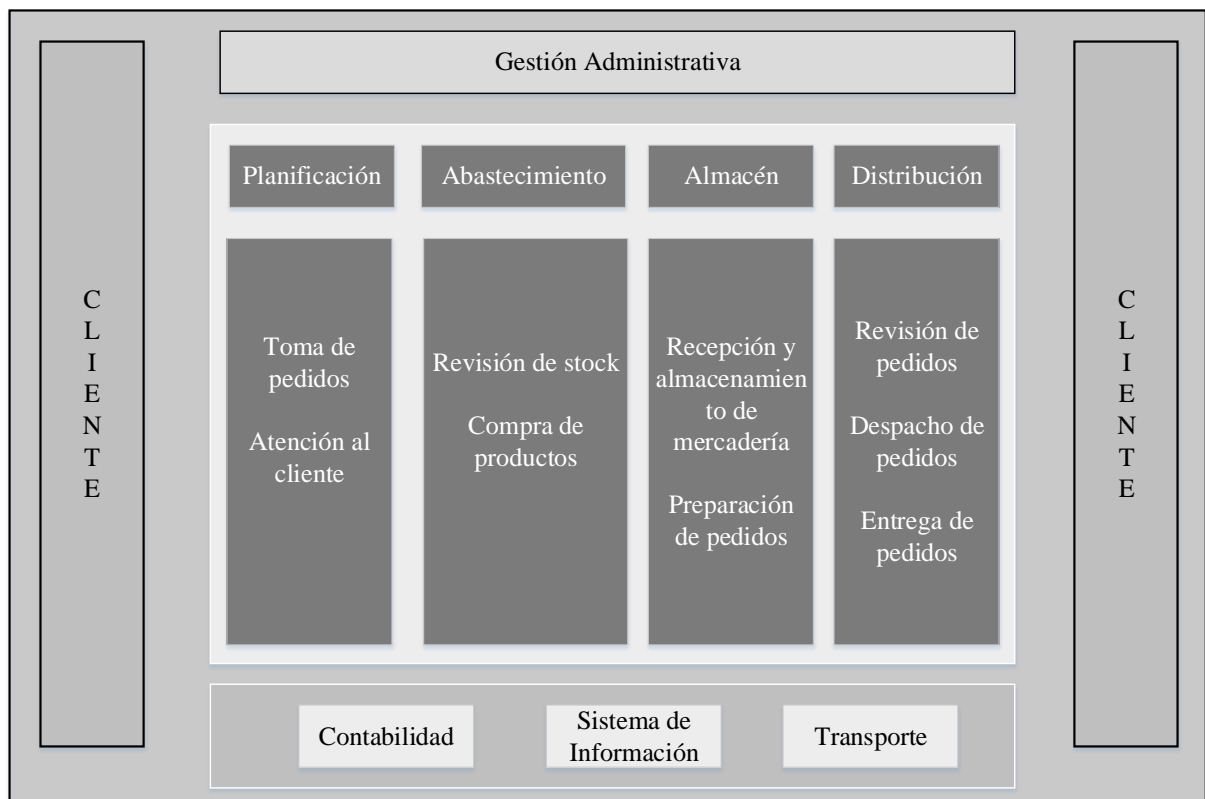 Gestión Administrativa
C
L
I
E
N
T
E
Planificación
Abastecimiento
Almacén
Distribución
Toma de
pedidos
Atención al
cliente
Revisión de stock
Compra de
productos
Recepción y
almacenamien
to de
mercadería
Preparación
de pedidos
Revisión de
pedidos
Despacho de
pedidos
Entrega de
pedidos
C
L
I
E
N
T
E
Contabilidad
Sistema de
Información
Transporte